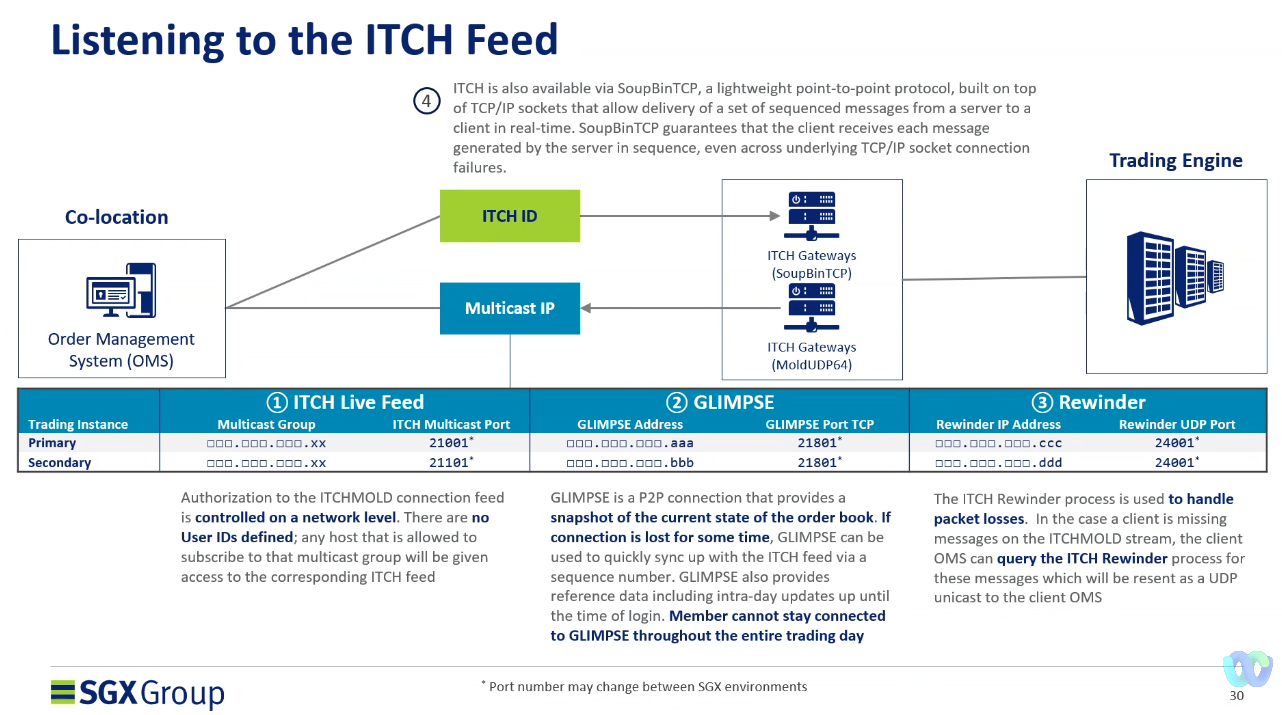 Listening to the ITCH Feed
④
ITCH is also available via SoupBinTCP, a lightweight point-to-point protocol, built on top
of TCP/IP sockets that allow delivery of a set of sequenced messages from a server to a
client in real-time. SoupBinTCP guarantees that the client receives each message
generated by the server in sequence, even across underlying TCP/IP socket connection
failures.
Trading Engine
Co-location
ITCH ID
ITCH Gateways
(SoupBinTCP)
Multicast IP
Order Management
System (OMS)
ITCH Gateways
(MoldUDP64)
① ITCH Live Feed ② GLIMPSE ③ Rewinder
Trading Instance Multicast Group ITCH Multicast Port GLIMPSE Address GLIMPSE Port TCP Rewinder IP Address Rewinder UDP Port
Primary □□□.□□□.□□□.xx 21001* □□□.□□□.□□□.aaa 21801* □□□.□□□.□□□.ccc 24001*
Secondary □□□.□□□.□□□.xx 21101* □□□.□□□.□□□.bbb 21801* □□□.□□□.□□□.ddd 24001*
Authorization to the ITCHMOLD connection feed
is controlled on a network level. There are no
User IDs defined; any host that is allowed to
subscribe to that multicast group will be given
access to the corresponding ITCH feed
GLIMPSE is a P2P connection that provides a
snapshot of the current state of the order book. If
connection is lost for some time, GLIMPSE can be
used to quickly sync up with the ITCH feed via a
sequence number. GLIMPSE also provides
reference data including intra-day updates up until
the time of login. Member cannot stay connected
to GLIMPSE throughout the entire trading day
The ITCH Rewinder process is used to handle
packet losses. In the case a client is missing
messages on the ITCHMOLD stream, the client
OMS can query the ITCH Rewinder process for
these messages which will be resent as a UDP
unicast to the client OMS
SGXGroup
* Port number may change between SGX environments
30